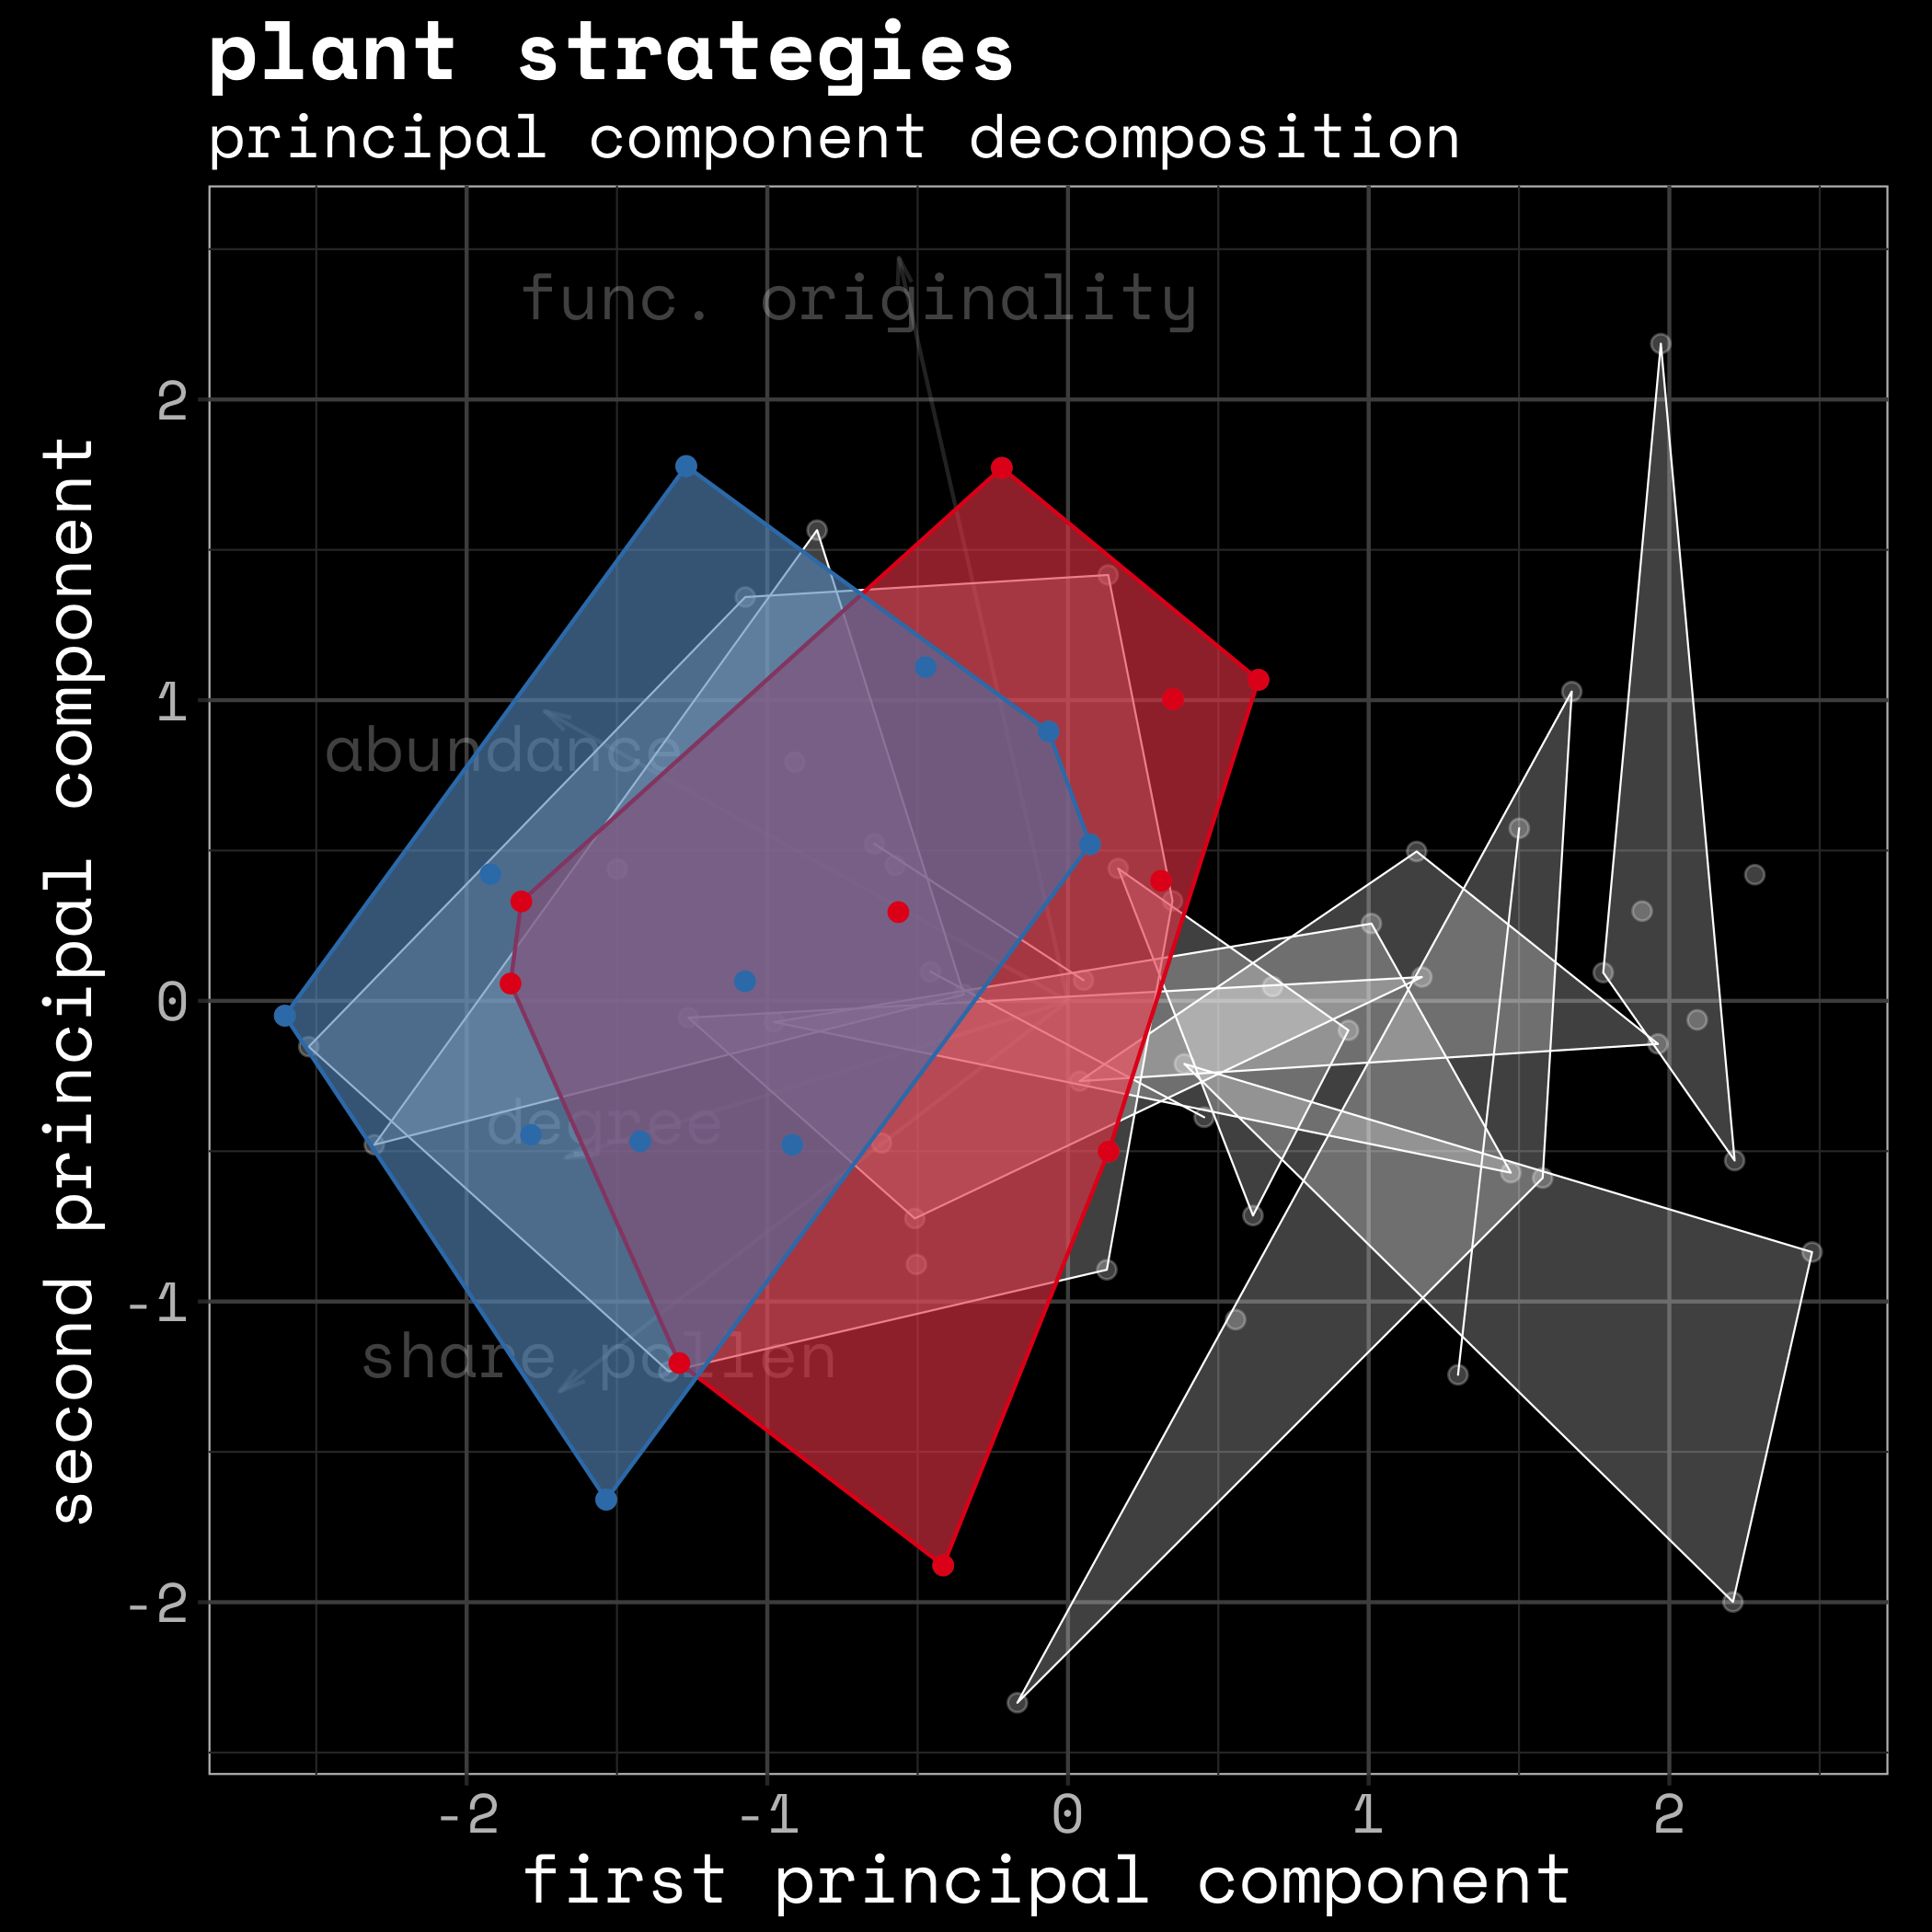 plant strategies
principal component decomposition
func. originality
abundance
degree
share pollen
second principal component
2
1
0
-1
-2
-2 -1 0 1 2
first principal component